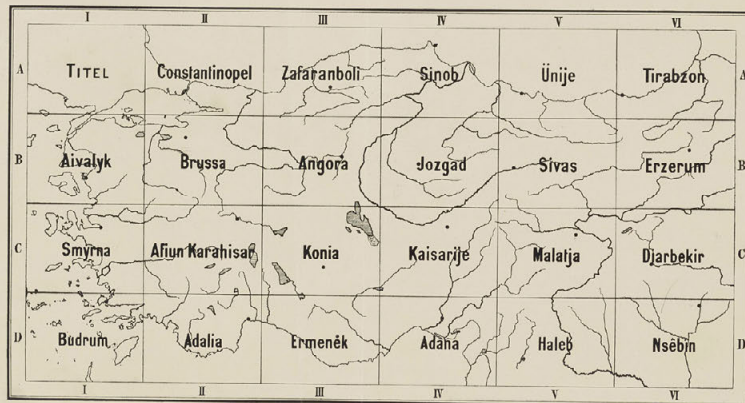 I II III IV V VI
A TITEL Constantinopel Zafaranboli Sinob Ünije Tirabzon A
B Aivalyk Brussa Angora Jozgad Sivas Erzerum B
C Smyrna Afiun Karahisar Konia Kaisarije Malatja Djarbekir C
D Budrum Adalia Ermenêk Adana Haleb Nsêbin D
I II III IV V VI